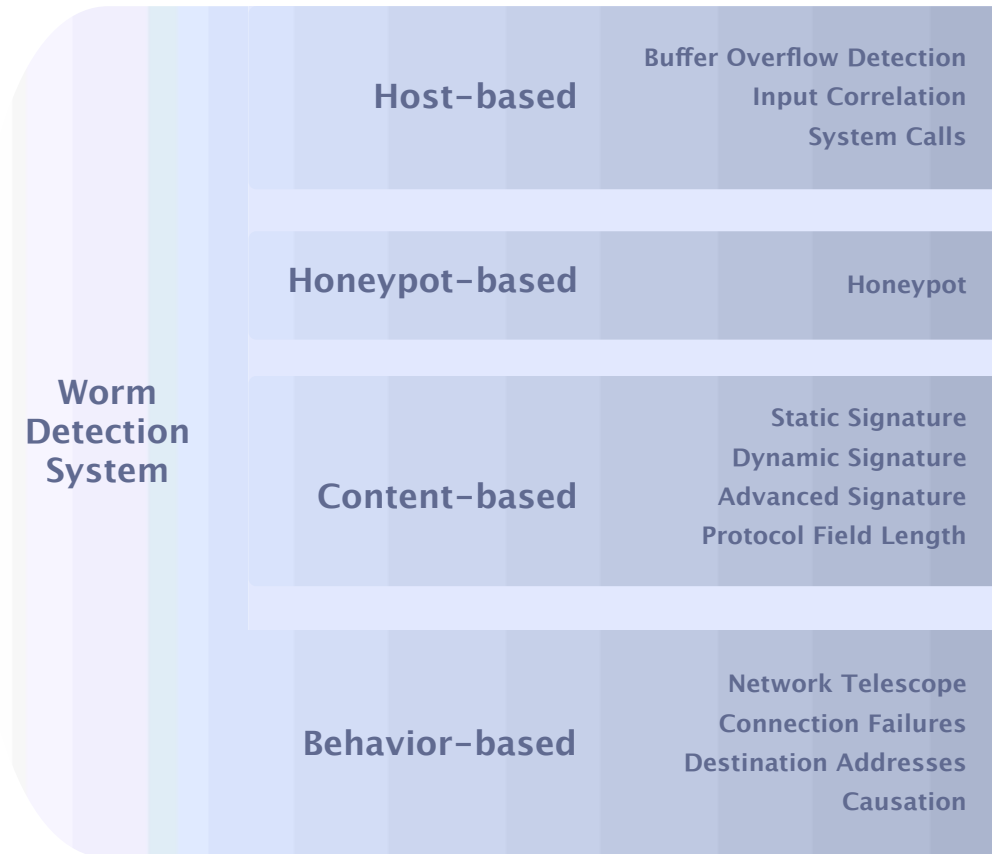 Worm
Detection
System
Host-based
Buffer Overflow Detection
Input Correlation
System Calls
Honeypot-based
Honeypot
Content-based
Static Signature
Dynamic Signature
Advanced Signature
Protocol Field Length
Behavior-based
Network Telescope
Connection Failures
Destination Addresses
Causation